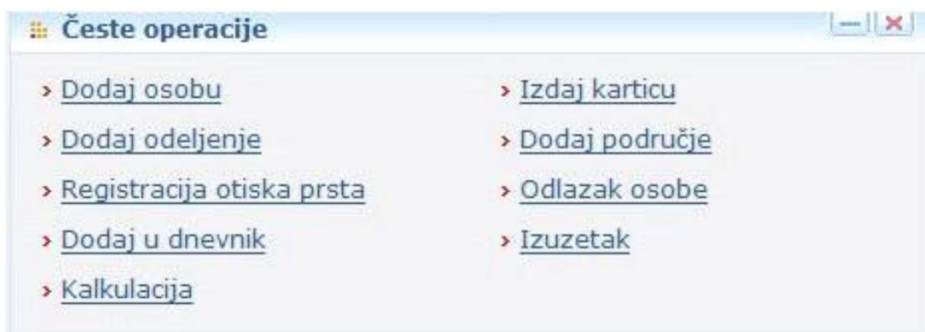 Česte operacije
Dodaj osobu
Izdaj karticu
Dodaj odeljenje
Dodaj područje
Registracija otiska prsta
Odlazak osobe
Dodaj u dnevnik
Izuzetak
Kalkulacija